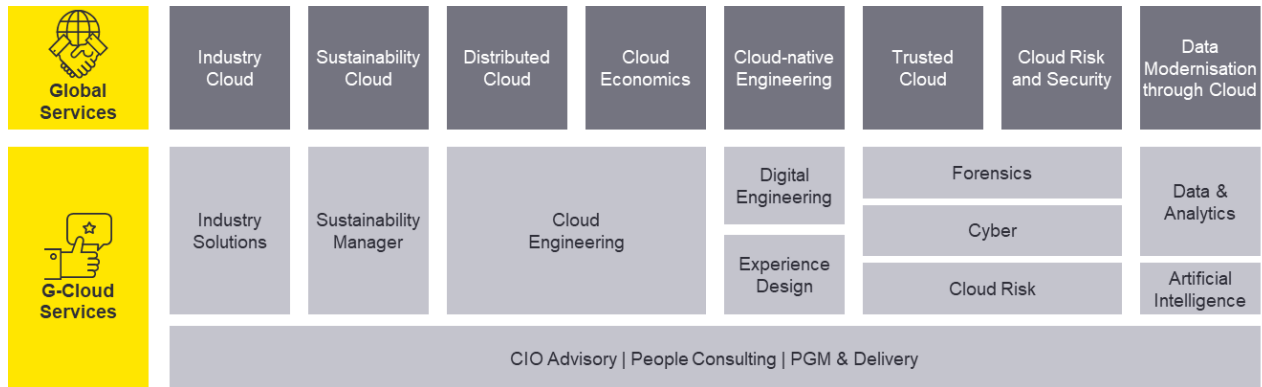 Global
Services
Industry
Cloud
Sustainability
Cloud
Distributed
Cloud
Cloud
Economics
Cloud-native
Engineering
Trusted
Cloud
Cloud Risk
and Security
Data
Modernisation
through Cloud
G-Cloud
Services
Industry
Solutions
Sustainability
Manager
Cloud
Engineering
Digital
Engineering
Experience
Design
Forensics
Cyber
Cloud Risk
Data &
Analytics
Artificial
Intelligence
CIO Advisory | People Consulting | PGM & Delivery